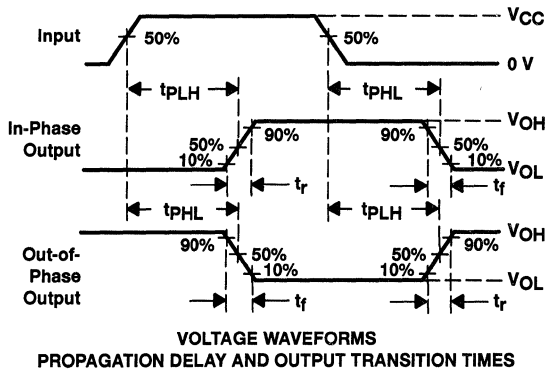 VCC
Input
50%
50%
0 V
tPLH
tPHL
In-Phase
Output
VOH
90%
90%
50%
50%
10%
10%
VOL
tr
tf
tPHL
tPLH
Out-of-
Phase
Output
VOH
90%
90%
50%
50%
10%
10%
VOL
tf
tr
VOLTAGE WAVEFORMS
PROPAGATION DELAY AND OUTPUT TRANSITION TIMES